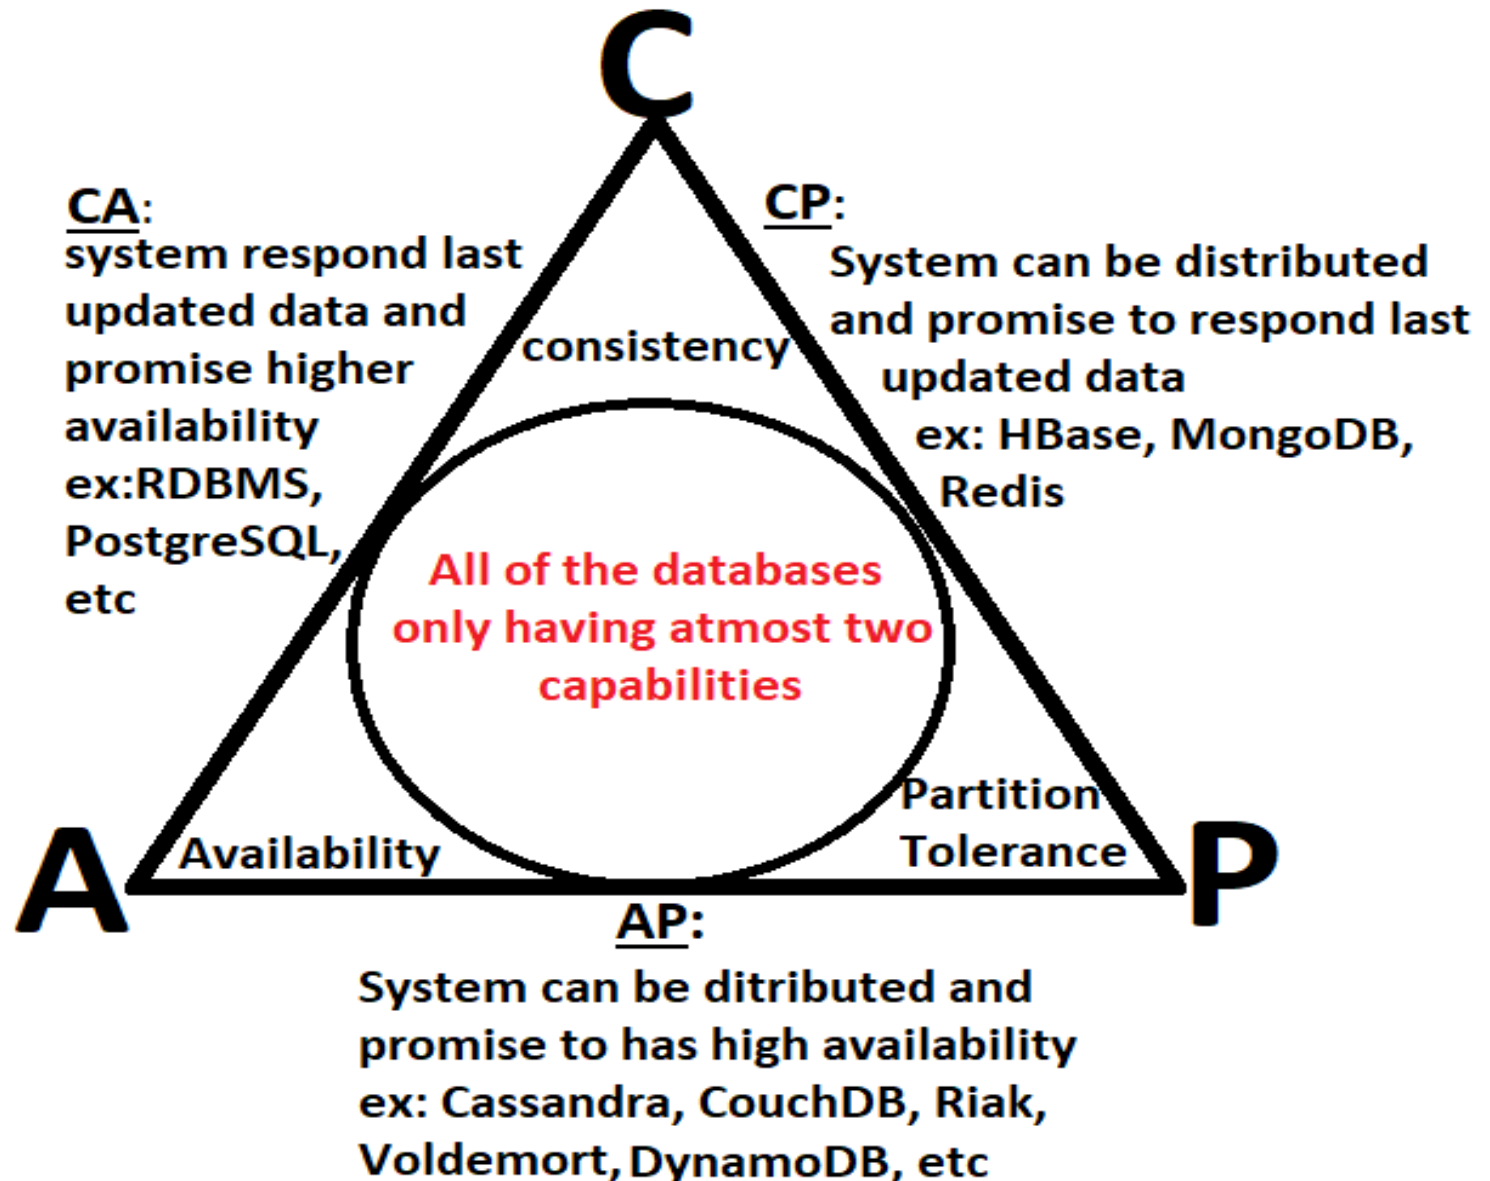 C
CA:
system respond last
updated data and
promise higher
availability
ex:RDBMS,
PostgreSQL,
etc
CP:
System can be distributed
and promise to respond last
updated data
ex: HBase, MongoDB,
Redis
consistency
All of the databases
only having atmost two
capabilities
A
Availability
Partition
Tolerance
P
AP:
System can be ditributed and
promise to has high availability
ex: Cassandra, CouchDB, Riak,
Voldemort, DynamoDB, etc